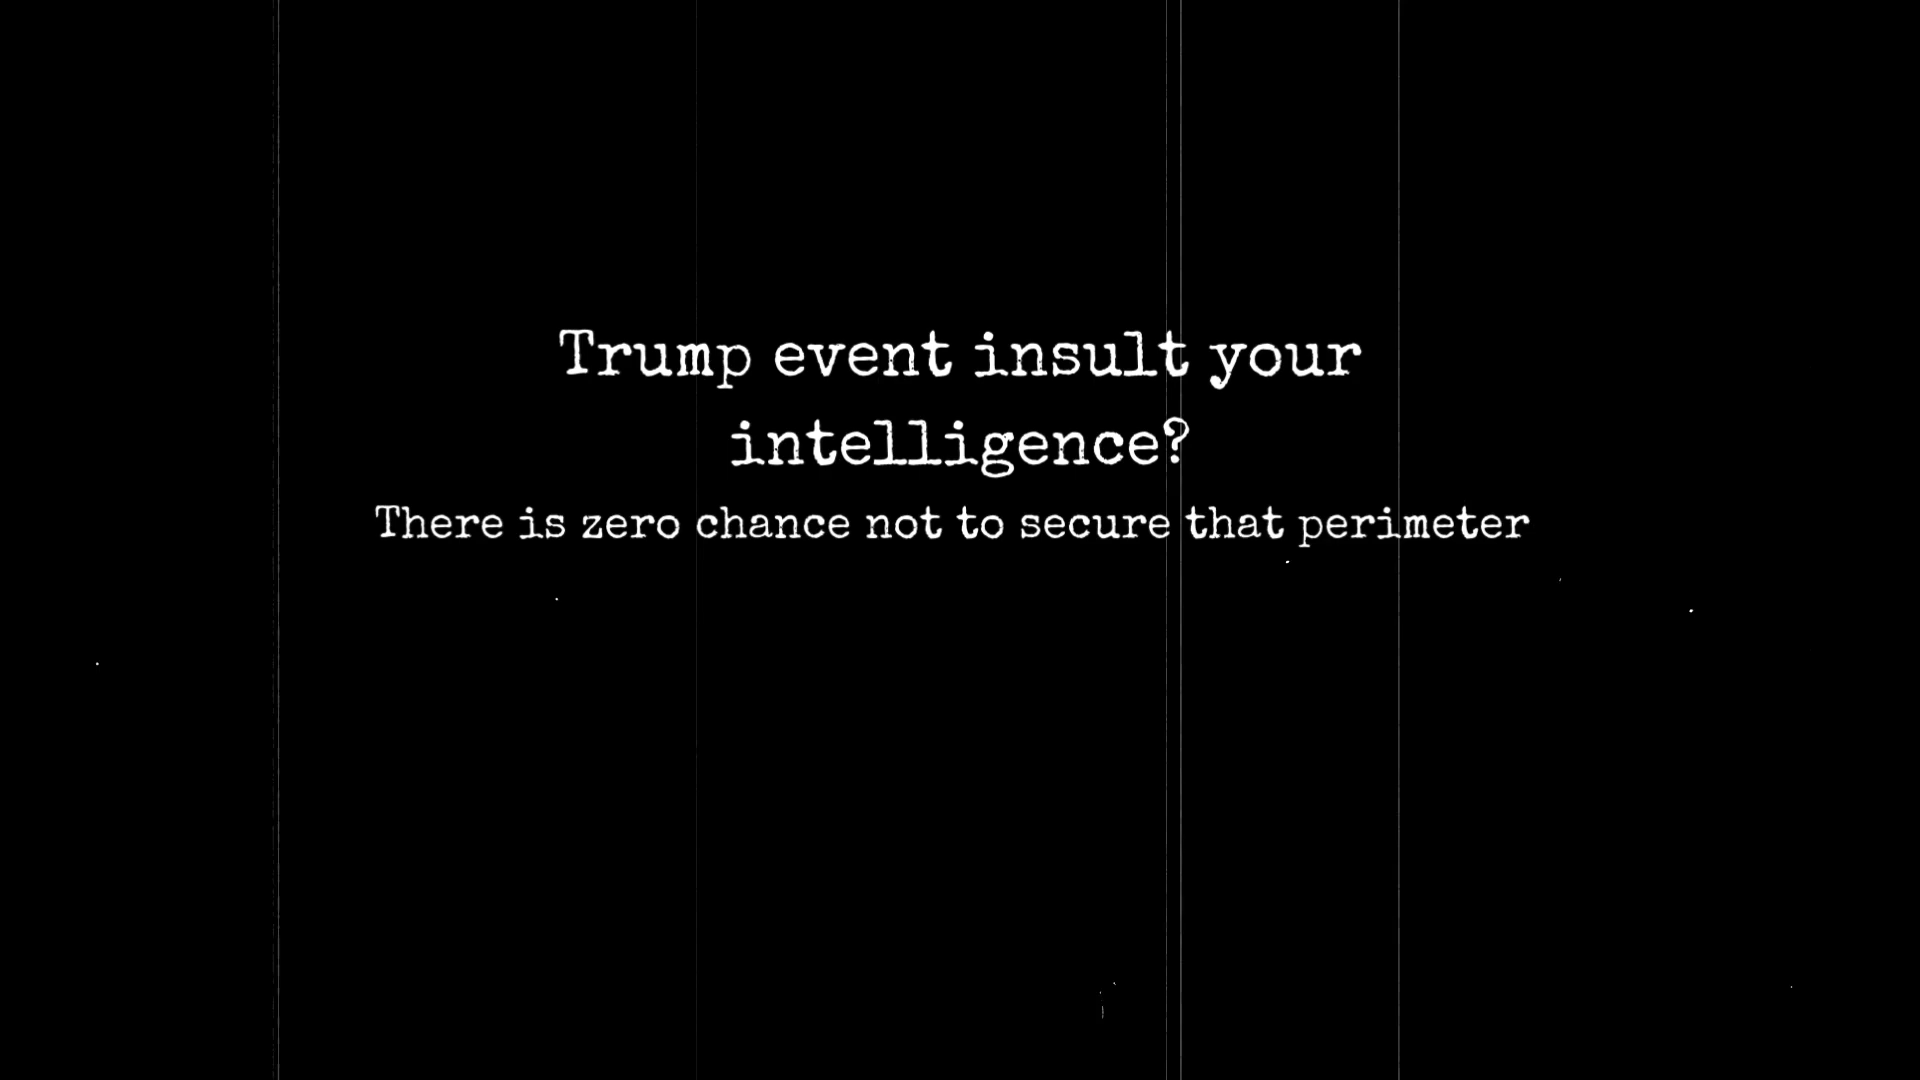 Trump event insult your
intelligence?
There is zero chance not to secure that perimeter